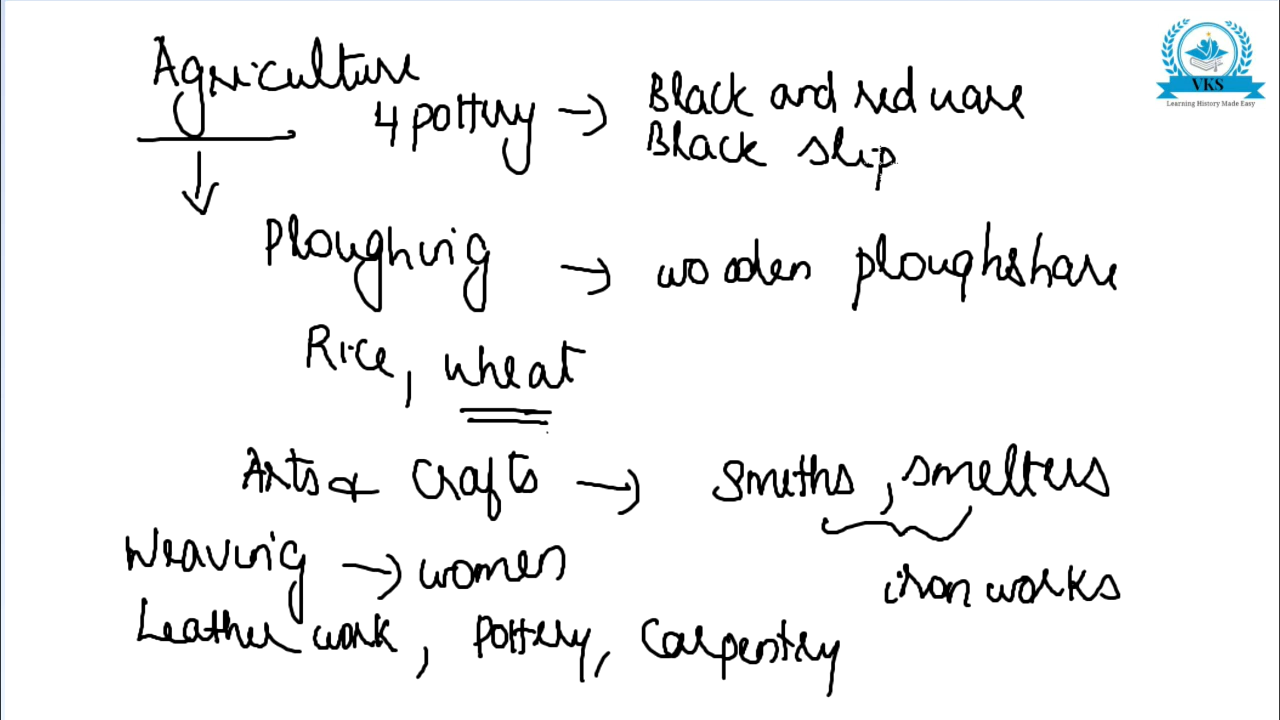 Agriculture
4 pottery → Black and red ware
Black slip
↓
Ploughing → wooden ploughshare
Rice, wheat
Arts & Crafts → Smiths, smelters
iron works
Weaving → women
Leather work, pottery, Carpentry
VKS
Learning History Made Easy